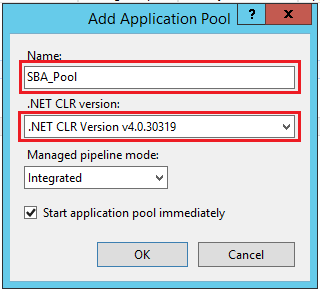 Add Application Pool
?
x
Name:
SBA_Pool
.NET CLR version:
.NET CLR Version v4.0.30319
Managed pipeline mode:
Integrated
Start application pool immediately
OK
Cancel